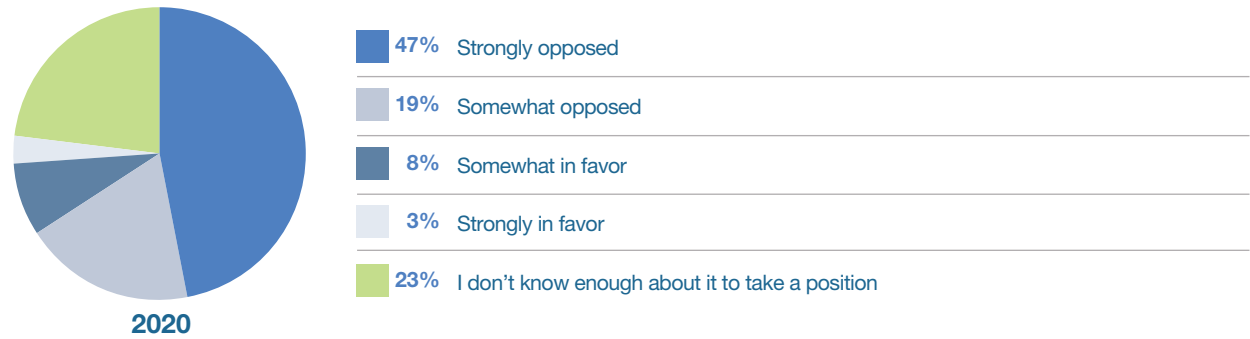 47% Strongly opposed
19% Somewhat opposed
8% Somewhat in favor
3% Strongly in favor
23% I don’t know enough about it to take a position
2020